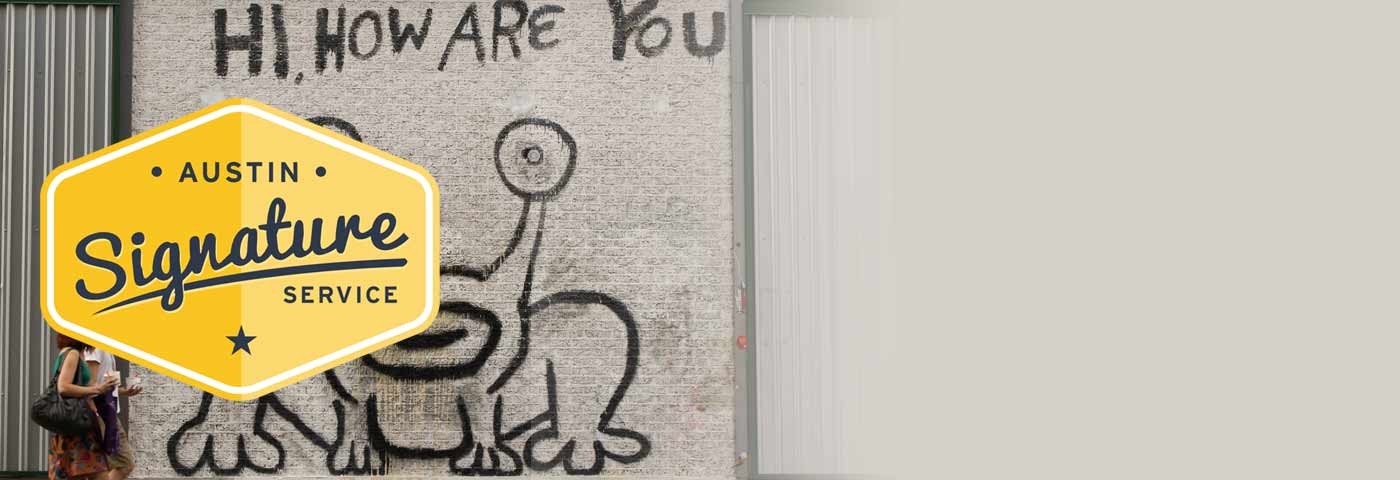 HI, HOW ARE YOU
• AUSTIN •
Signature
SERVICE